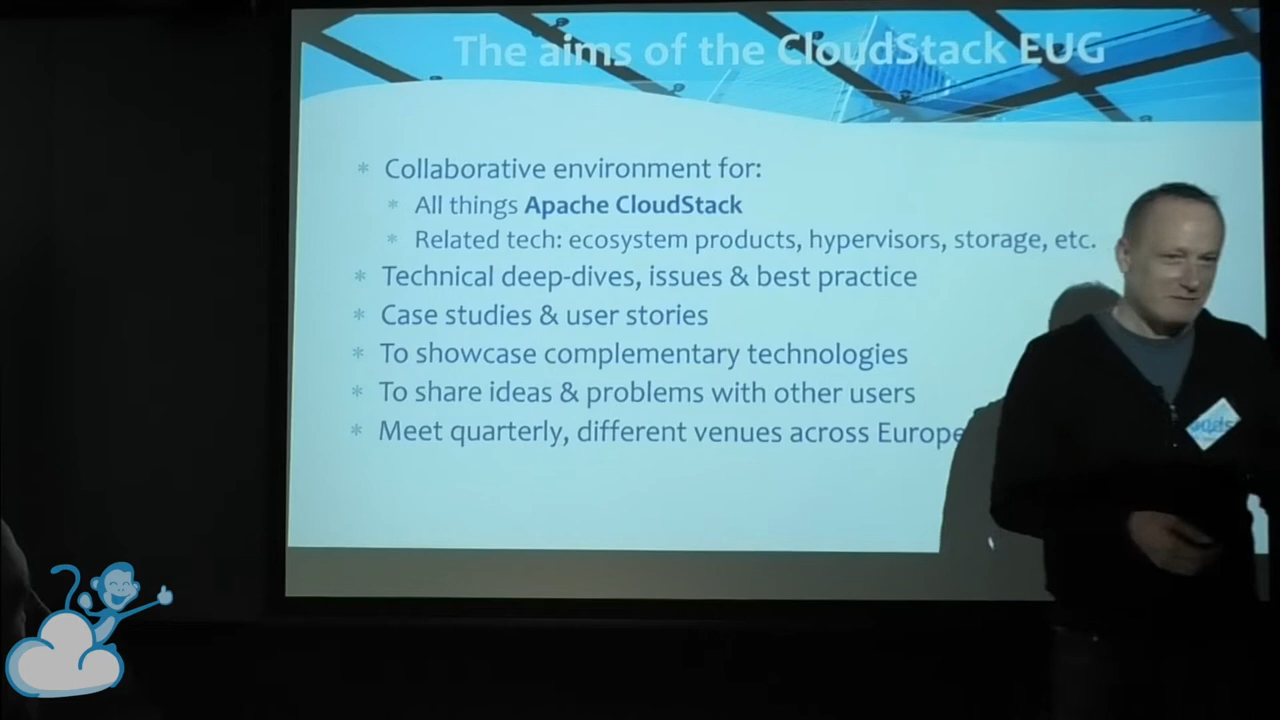 The aims of the CloudStack EUG
* Collaborative environment for:
* All things Apache CloudStack
* Related tech: ecosystem products, hypervisors, storage, etc.
* Technical deep-dives, issues & best practice
* Case studies & user stories
* To showcase complementary technologies
* To share ideas & problems with other users
* Meet quarterly, different venues across Europe